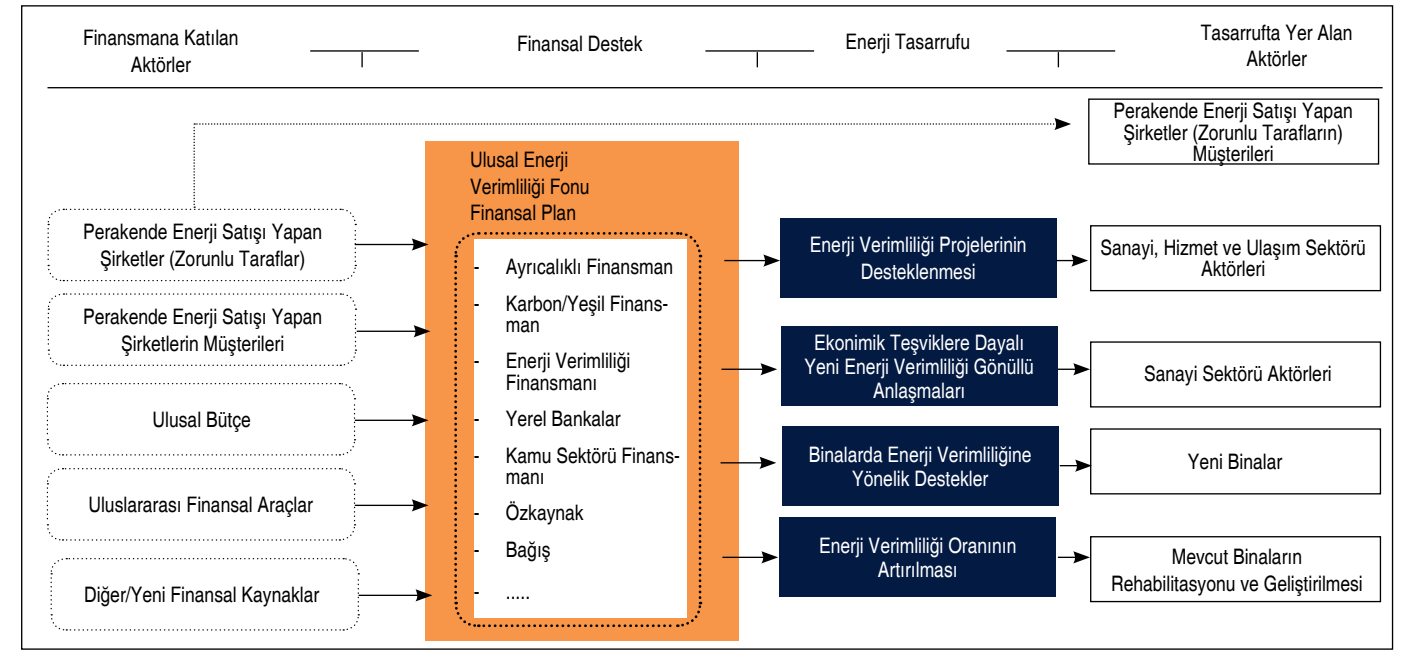 Finansmana Katılan
Aktörler
Finansal Destek
Enerji Tasarrufu
Tasarrufta Yer Alan
Aktörler
Perakende Enerji Satışı Yapan
Şirketler (Zorunlu Tarafların)
Müşterileri
Ulusal Enerji
Verimliliği Fonu
Finansal Plan
Perakende Enerji Satışı Yapan
Şirketler (Zorunlu Taraflar)
Perakende Enerji Satışı Yapan
Şirketlerin Müşterileri
Ulusal Bütçe
Uluslararası Finansal Araçlar
Diğer/Yeni Finansal Kaynaklar
- Ayrıcalıklı Finansman
- Karbon/Yeşil Finans-
man
- Enerji Verimliliği
Finansmanı
- Yerel Bankalar
- Kamu Sektörü Finans-
manı
- Özkaynak
- Bağış
- .....
Enerji Verimliliği Projelerinin
Desteklenmesi
Ekonimik Teşviklere Dayalı
Yeni Enerji Verimliliği Gönüllü
Anlaşmaları
Binalarda Enerji Verimliliğine
Yönelik Destekler
Enerji Verimliliği Oranının
Artırılması
Sanayi, Hizmet ve Ulaşım Sektörü
Aktörleri
Sanayi Sektörü Aktörleri
Yeni Binalar
Mevcut Binaların
Rehabilitasyonu ve Geliştirilmesi